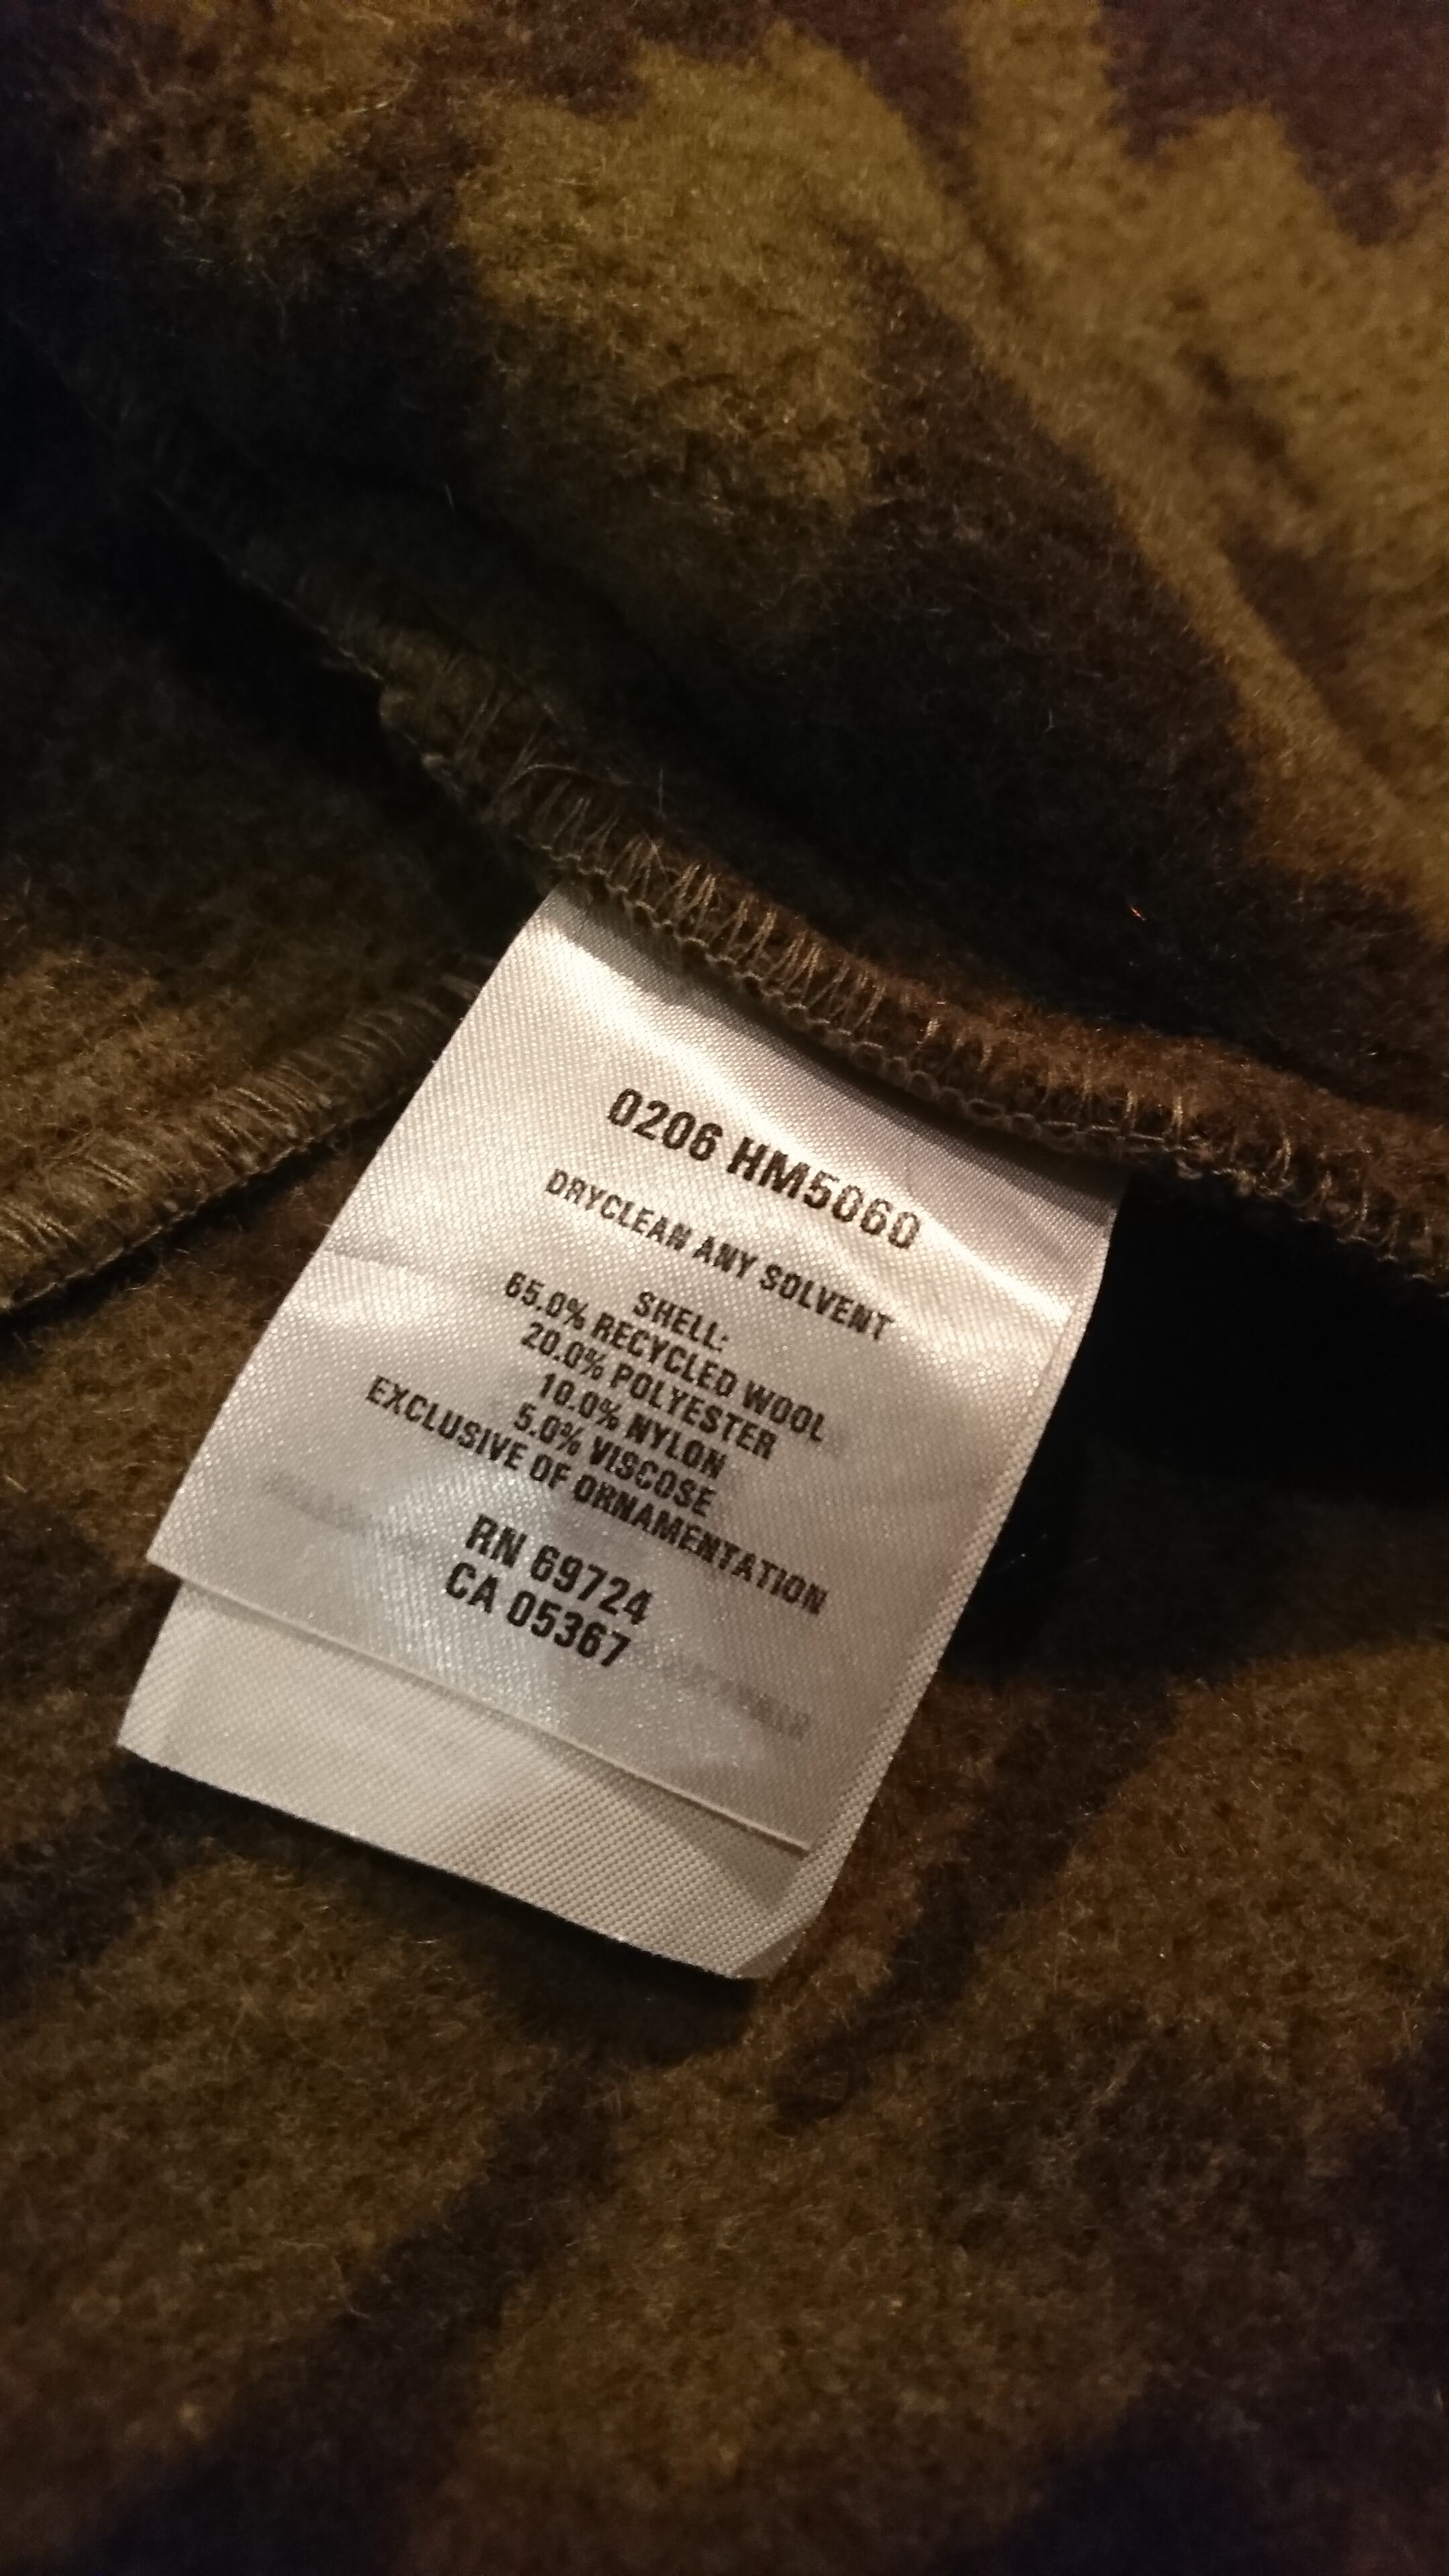 0206 HM5060
DRYCLEAN ANY SOLVENT
SHELL:
65.0% RECYCLED WOOL
20.0% POLYESTER
10.0% NYLON
5.0% VISCOSE
EXCLUSIVE OF ORNAMENTATION
RN 69724
CA 05367